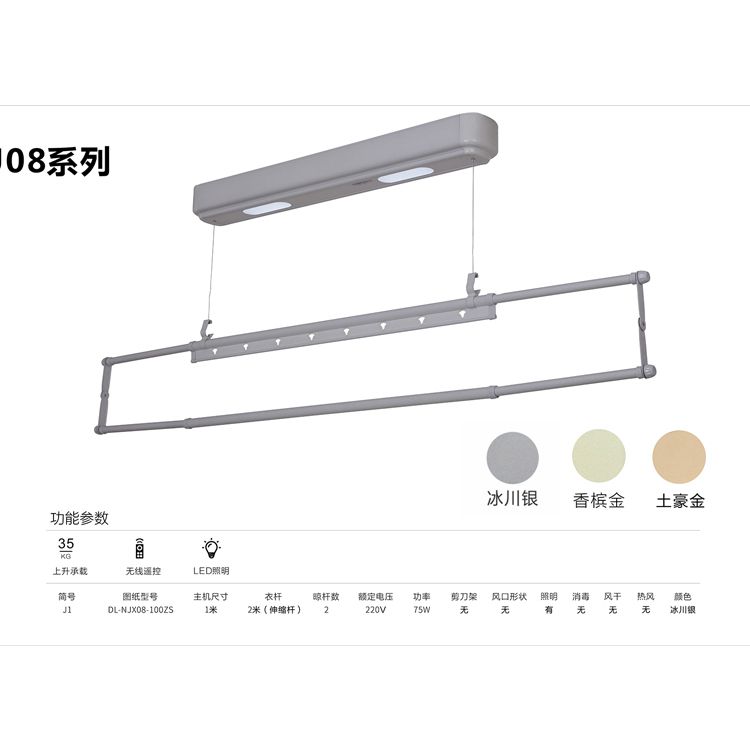 J08系列
冰川银 香槟金 土豪金
功能参数
35
KG
上升承载 无线遥控 LED照明
简号 图纸型号 主机尺寸 衣杆 晾杆数 额定电压 功率 剪刀架 风口形状 照明 消毒 风干 热风 颜色
J1 DL-NJX08-100ZS 1米 2米（伸缩杆） 2 220V 75W 无 无 有 无 无 无 冰川银